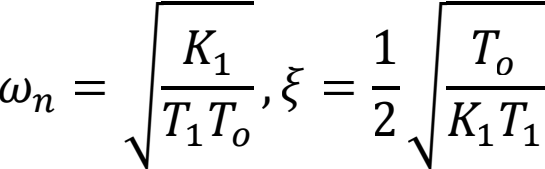 ω_n = √(K_1 / (T_1 T_o)), ξ = 1/2 √(T_o / (K_1 T_1))